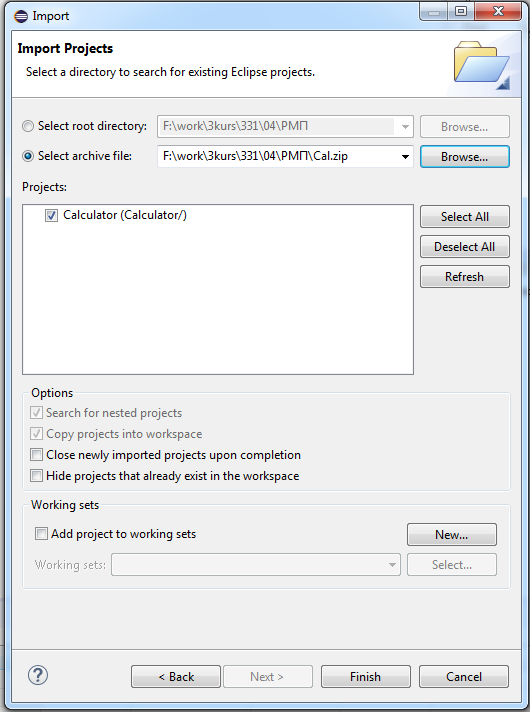 Import
Import Projects
Select a directory to search for existing Eclipse projects.
Select root directory: F:\work\3kurs\331\04\РМП Browse...
Select archive file: F:\work\3kurs\331\04\РМП\Cal.zip Browse...
Projects:
Calculator (Calculator/) Select All
Deselect All
Refresh
Options
Search for nested projects
Copy projects into workspace
Close newly imported projects upon completion
Hide projects that already exist in the workspace
Working sets
Add project to working sets New...
Working sets: Select...
? < Back Next > Finish Cancel